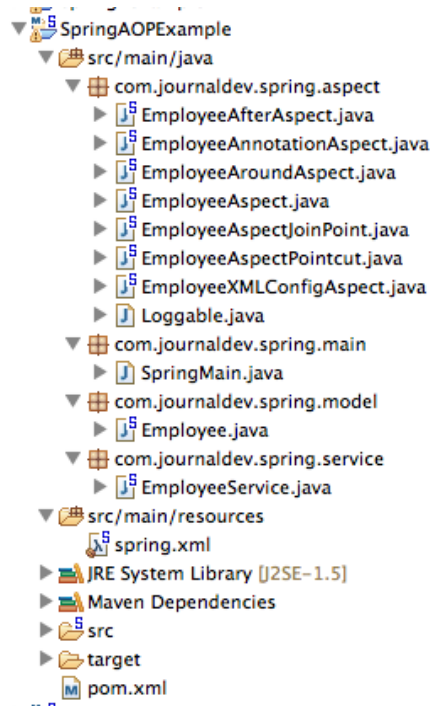 SpringAOPExample
src/main/java
com.journaldev.spring.aspect
EmployeeAfterAspect.java
EmployeeAnnotationAspect.java
EmployeeAroundAspect.java
EmployeeAspect.java
EmployeeAspectJoinPoint.java
EmployeeAspectPointcut.java
EmployeeXMLConfigAspect.java
Loggable.java
com.journaldev.spring.main
SpringMain.java
com.journaldev.spring.model
Employee.java
com.journaldev.spring.service
EmployeeService.java
src/main/resources
spring.xml
JRE System Library [J2SE-1.5]
Maven Dependencies
src
target
pom.xml